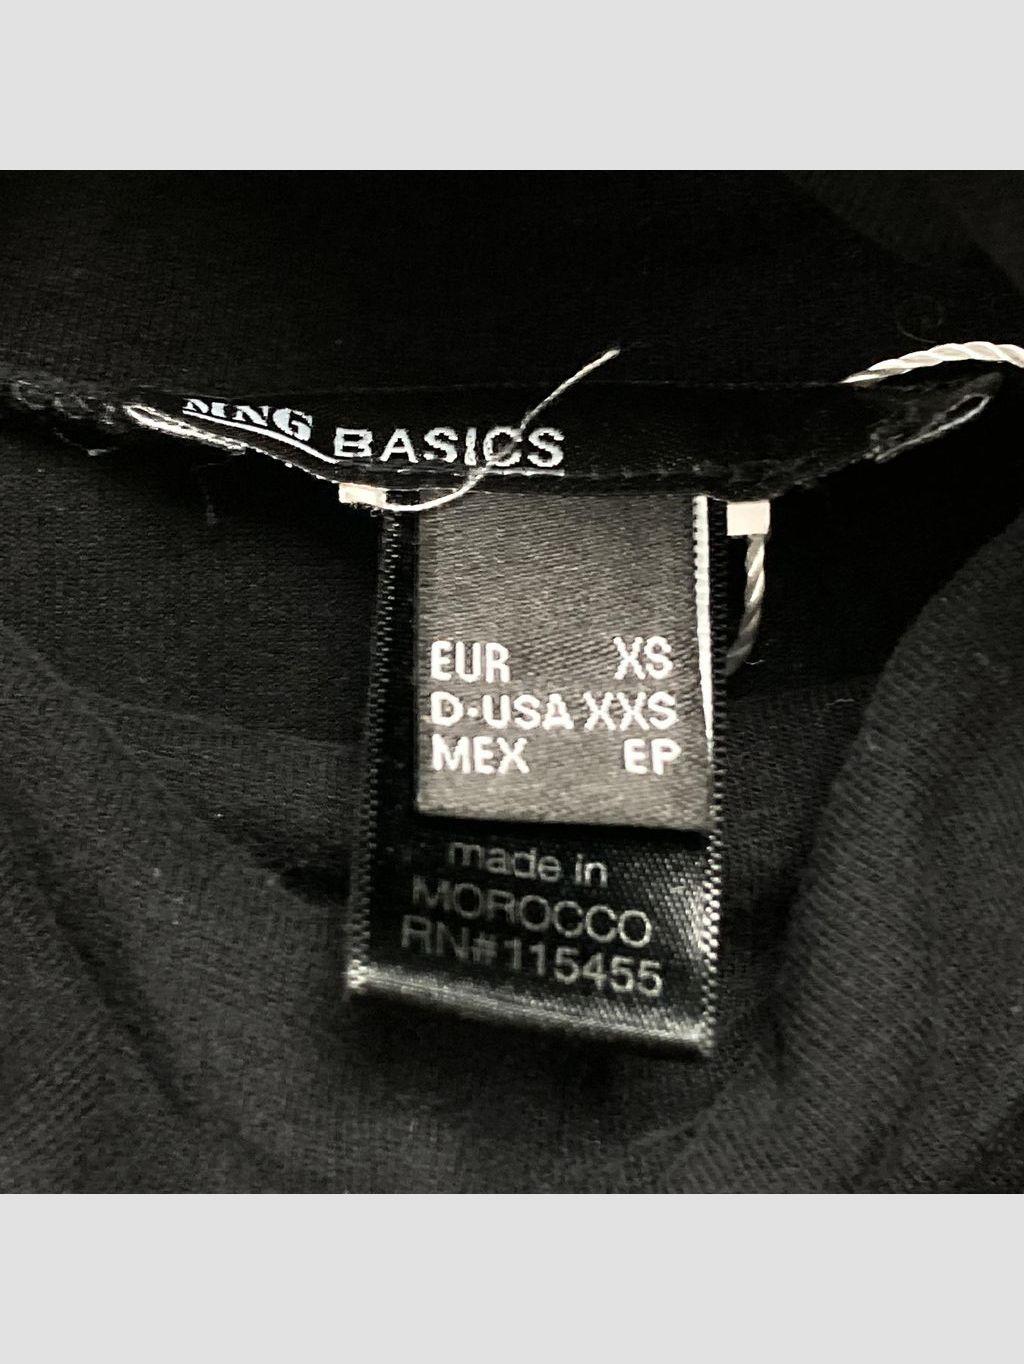 MNG BASICS
EUR XS
D·USA XXS
MEX EP
made in
MOROCCO
RN#115455